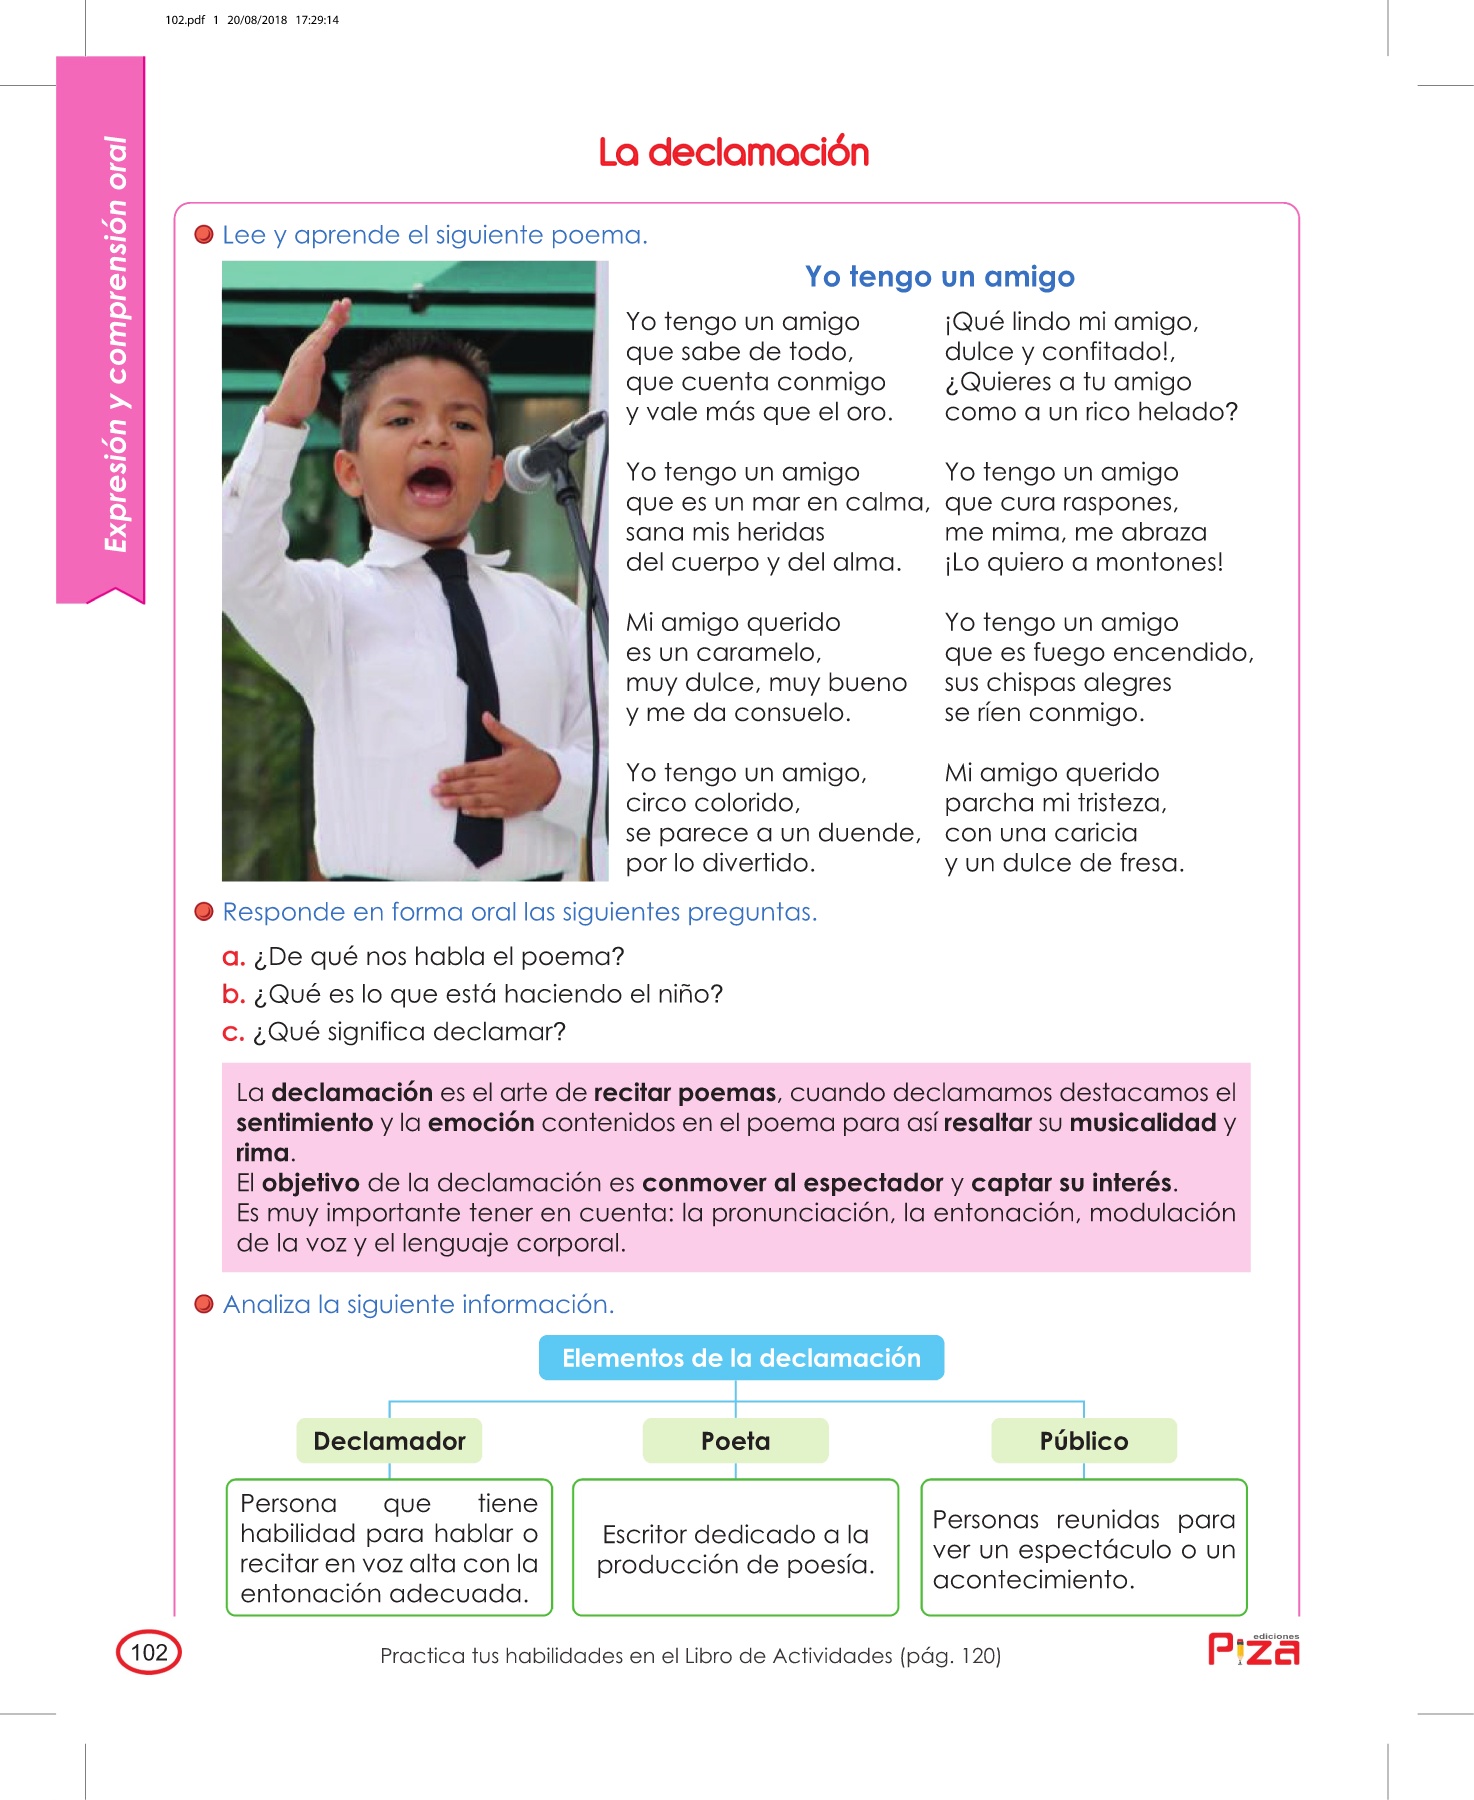 102.pdf 1 20/08/2018 17:29:14
Expresión y comprensión oral
La declamación
Lee y aprende el siguiente poema.
Yo tengo un amigo
Yo tengo un amigo
que sabe de todo,
que cuenta conmigo
y vale más que el oro.
Yo tengo un amigo
que es un mar en calma,
sana mis heridas
del cuerpo y del alma.
Mi amigo querido
es un caramelo,
muy dulce, muy bueno
y me da consuelo.
Yo tengo un amigo,
circo colorido,
se parece a un duende,
por lo divertido.
¡Qué lindo mi amigo,
dulce y confitado!,
¿Quieres a tu amigo
como a un rico helado?
Yo tengo un amigo
que cura raspones,
me mima, me abraza
¡Lo quiero a montones!
Yo tengo un amigo
que es fuego encendido,
sus chispas alegres
se ríen conmigo.
Mi amigo querido
parcha mi tristeza,
con una caricia
y un dulce de fresa.
Responde en forma oral las siguientes preguntas.
a. ¿De qué nos habla el poema?
b. ¿Qué es lo que está haciendo el niño?
c. ¿Qué significa declamar?
La declamación es el arte de recitar poemas, cuando declamamos destacamos el
sentimiento y la emoción contenidos en el poema para así resaltar su musicalidad y
rima.
El objetivo de la declamación es conmover al espectador y captar su interés.
Es muy importante tener en cuenta: la pronunciación, la entonación, modulación
de la voz y el lenguaje corporal.
Analiza la siguiente información.
Elementos de la declamación
Declamador
Persona que tiene
habilidad para hablar o
recitar en voz alta con la
entonación adecuada.
Poeta
Escritor dedicado a la
producción de poesía.
Público
Personas reunidas para
ver un espectáculo o un
acontecimiento.
102
Practica tus habilidades en el Libro de Actividades (pág. 120)
ediciones
Piza